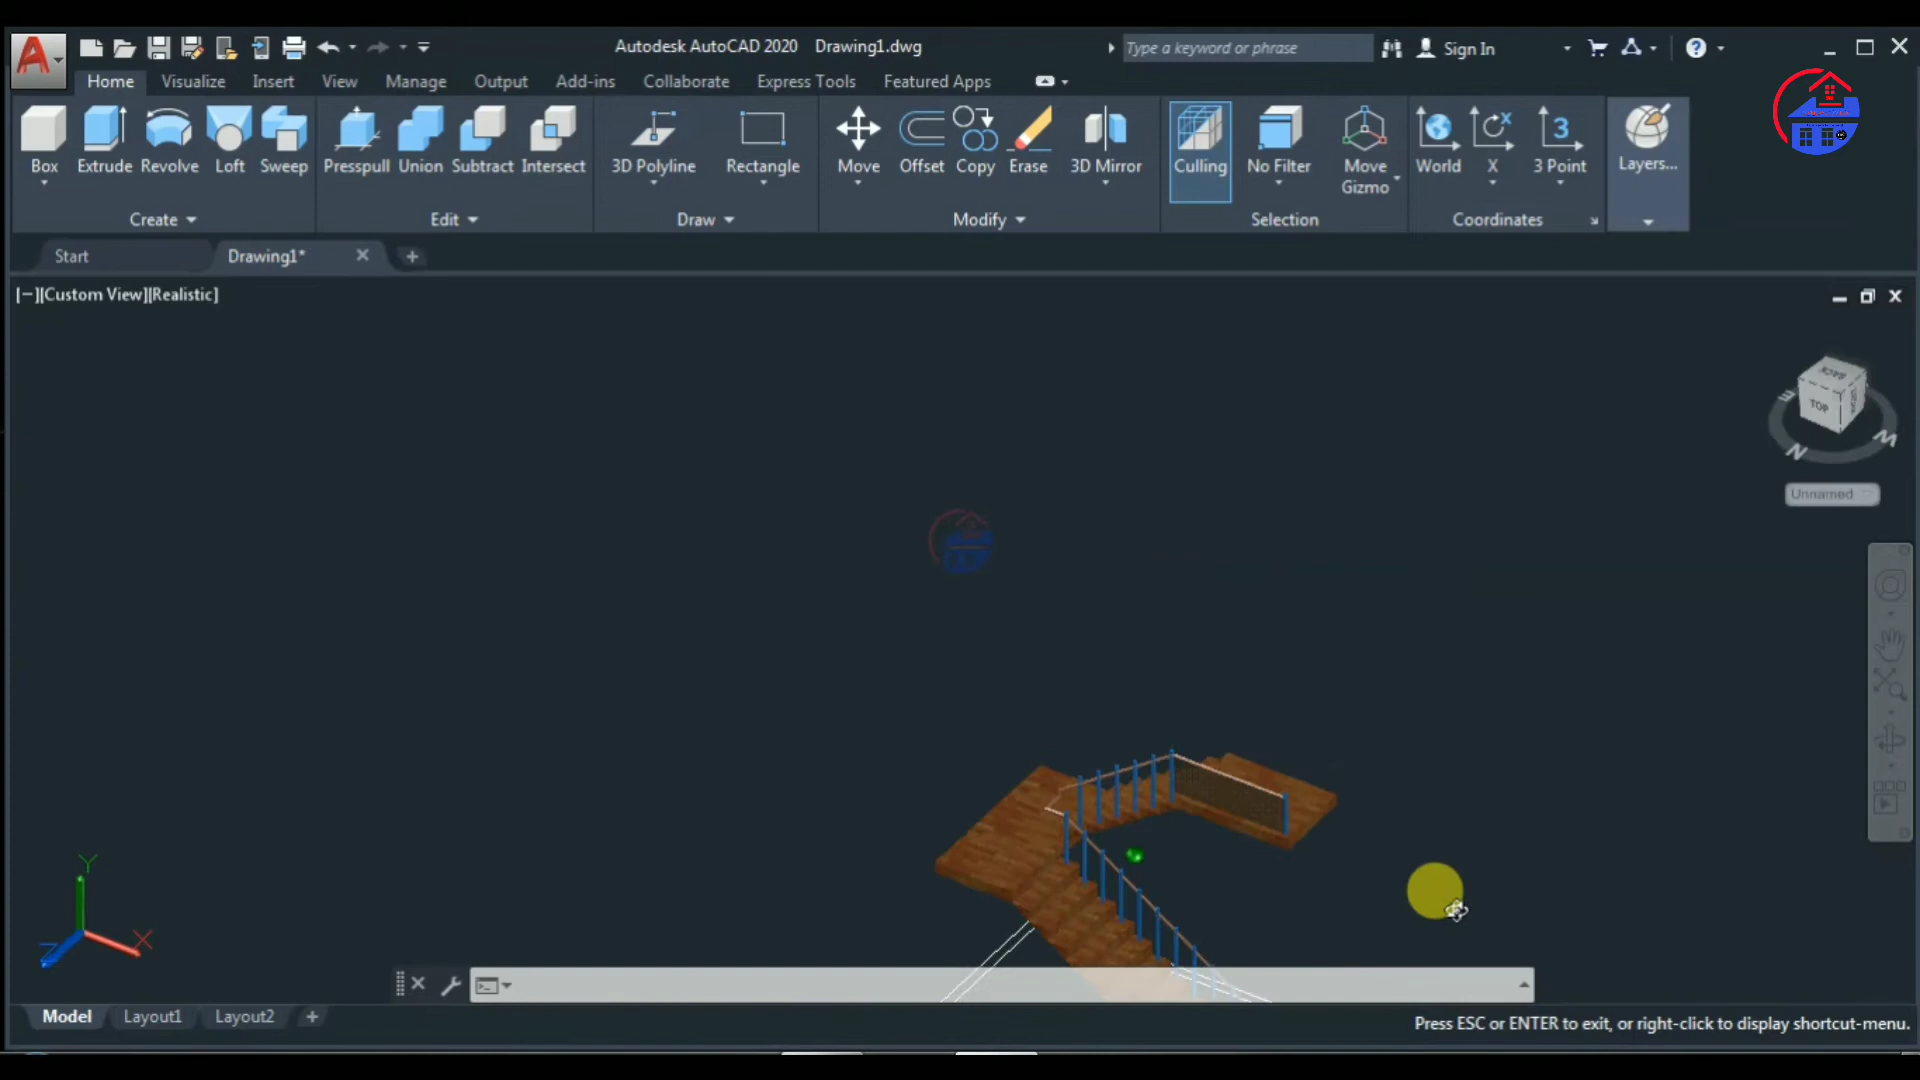 Autodesk AutoCAD 2020 Drawing1.dwg
Type a keyword or phrase
Sign In
Home Visualize Insert View Manage Output Add-ins Collaborate Express Tools Featured Apps
Box Extrude Revolve Loft Sweep Presspull Union Subtract Intersect 3D Polyline Rectangle Move Offset Copy Erase 3D Mirror Culling No Filter Move Gizmo World X 3 Point Layers...
Create Edit Draw Modify Selection Coordinates
Start Drawing1*
[−][Custom View][Realistic]
BACK
TOP
E
N
W
Unnamed
Y
X
Z
Model Layout1 Layout2
Press ESC or ENTER to exit, or right-click to display shortcut-menu.